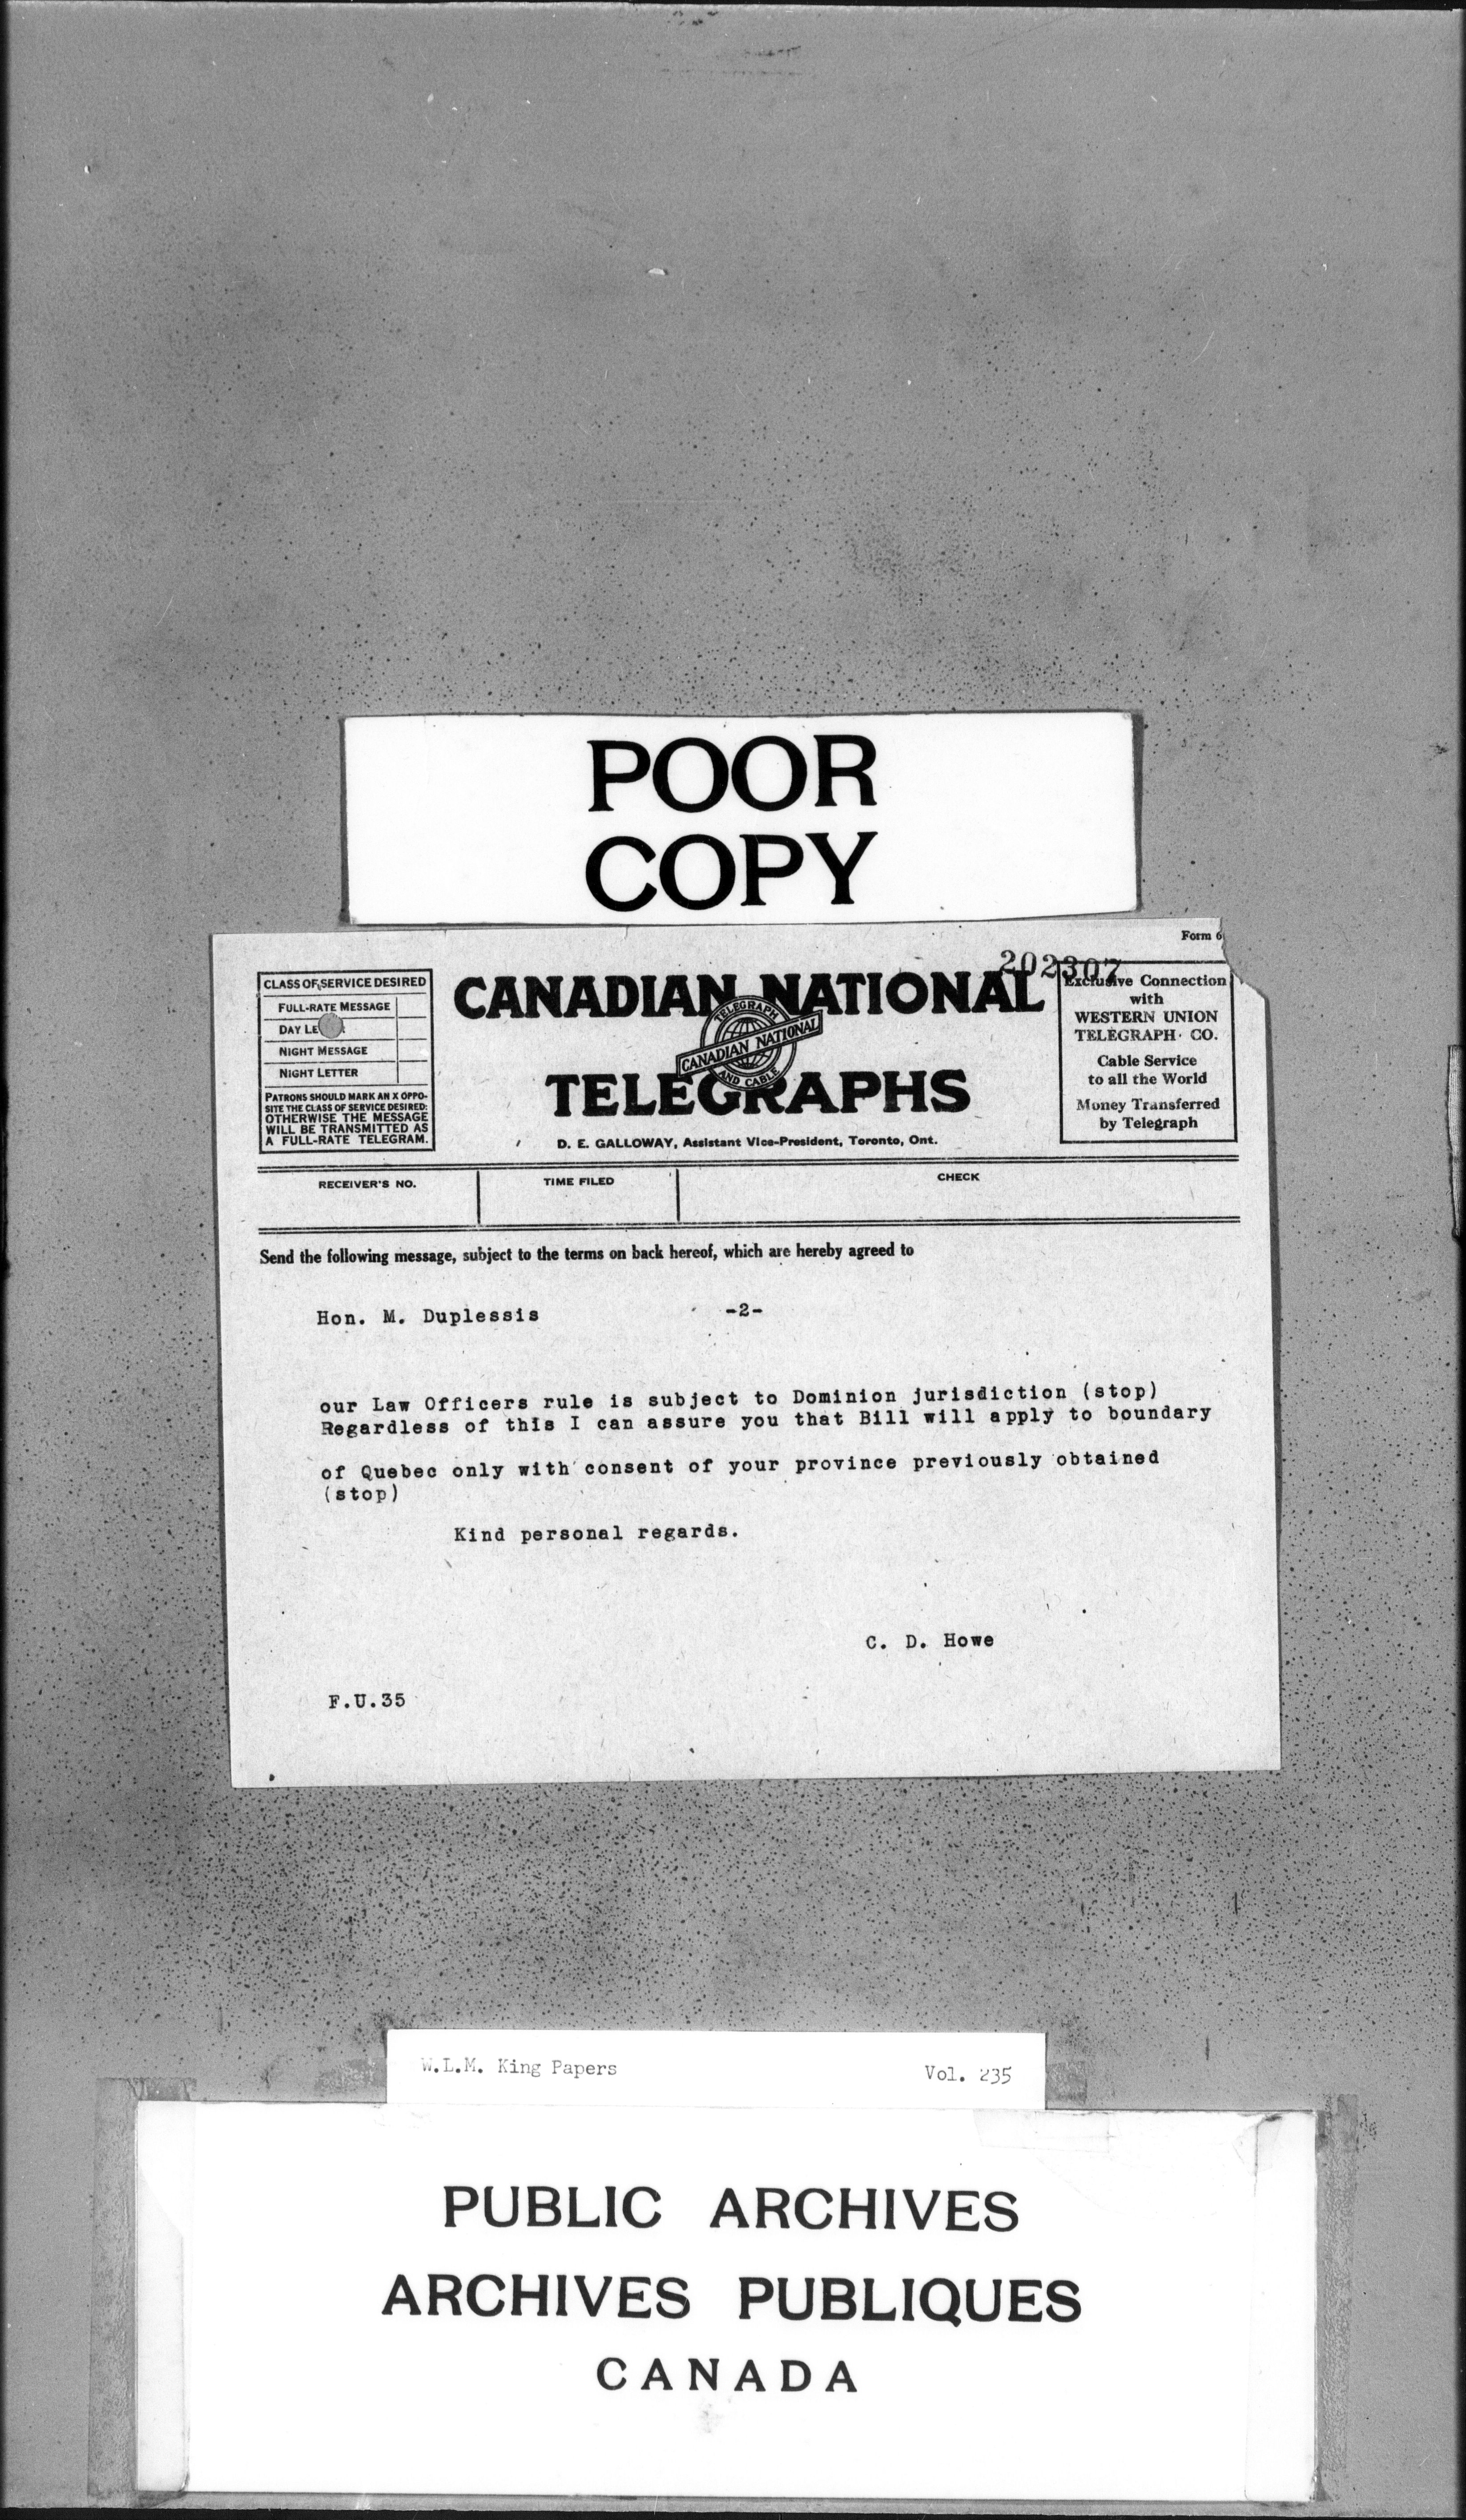 POOR
COPY
Form 6
202307
CLASS OF SERVICE DESIRED
FULL-RATE MESSAGE
DAY LE
NIGHT MESSAGE
NIGHT LETTER
PATRONS SHOULD MARK AN X OPPO-
SITE THE CLASS OF SERVICE DESIRED:
OTHERWISE THE MESSAGE
WILL BE TRANSMITTED AS
A FULL-RATE TELEGRAM.
CANADIAN NATIONAL
TELEGRAPH
CANADIAN NATIONAL
AND CABLE
TELEGRAPHS
D. E. GALLOWAY, Assistant Vice-President, Toronto, Ont.
Exclusive Connection
with
WESTERN UNION
TELEGRAPH CO.
Cable Service
to all the World
Money Transferred
by Telegraph
RECEIVER'S NO.
TIME FILED
CHECK
Send the following message, subject to the terms on back hereof, which are hereby agreed to
Hon. M. Duplessis -2-
our Law Officers rule is subject to Dominion jurisdiction (stop)
Regardless of this I can assure you that Bill will apply to boundary
of Quebec only with consent of your province previously obtained
(stop)
Kind personal regards.
C. D. Howe
F.U.35
W.L.M. King Papers Vol. 235
PUBLIC ARCHIVES
ARCHIVES PUBLIQUES
CANADA